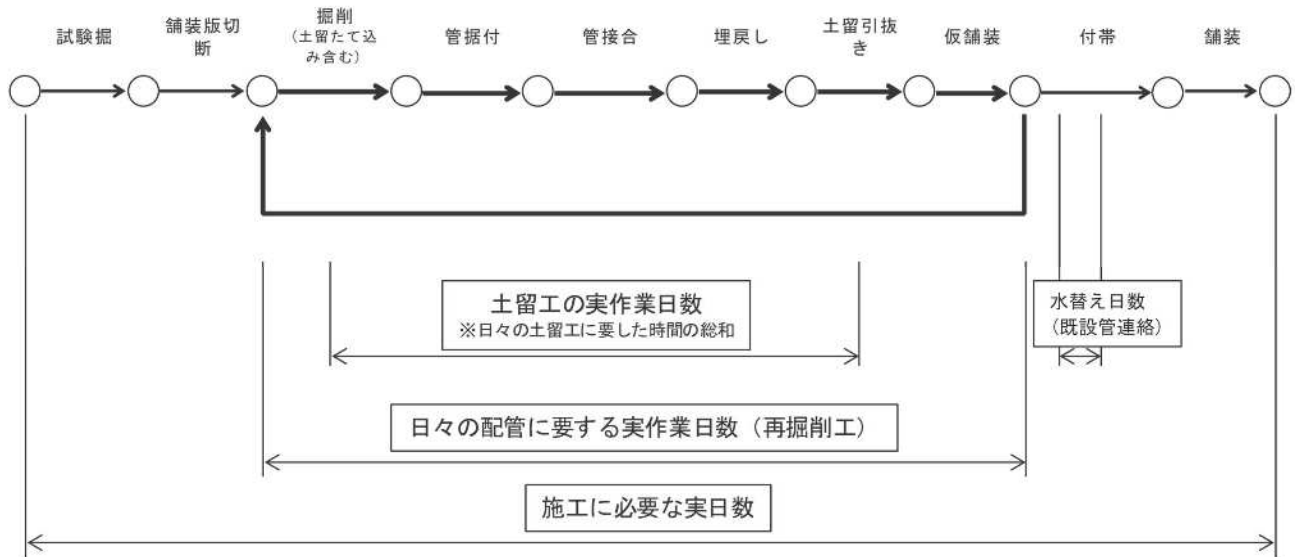 試験掘
舗装版切
断
掘削
（土留たて込
み含む）
管据付
管接合
埋戻し
土留引抜
き
仮舗装
付帯
舗装
土留工の実作業日数
※日々の土留工に要した時間の総和
水替え日数
（既設管連絡）
日々の配管に要する実作業日数（再掘削工）
施工に必要な実日数